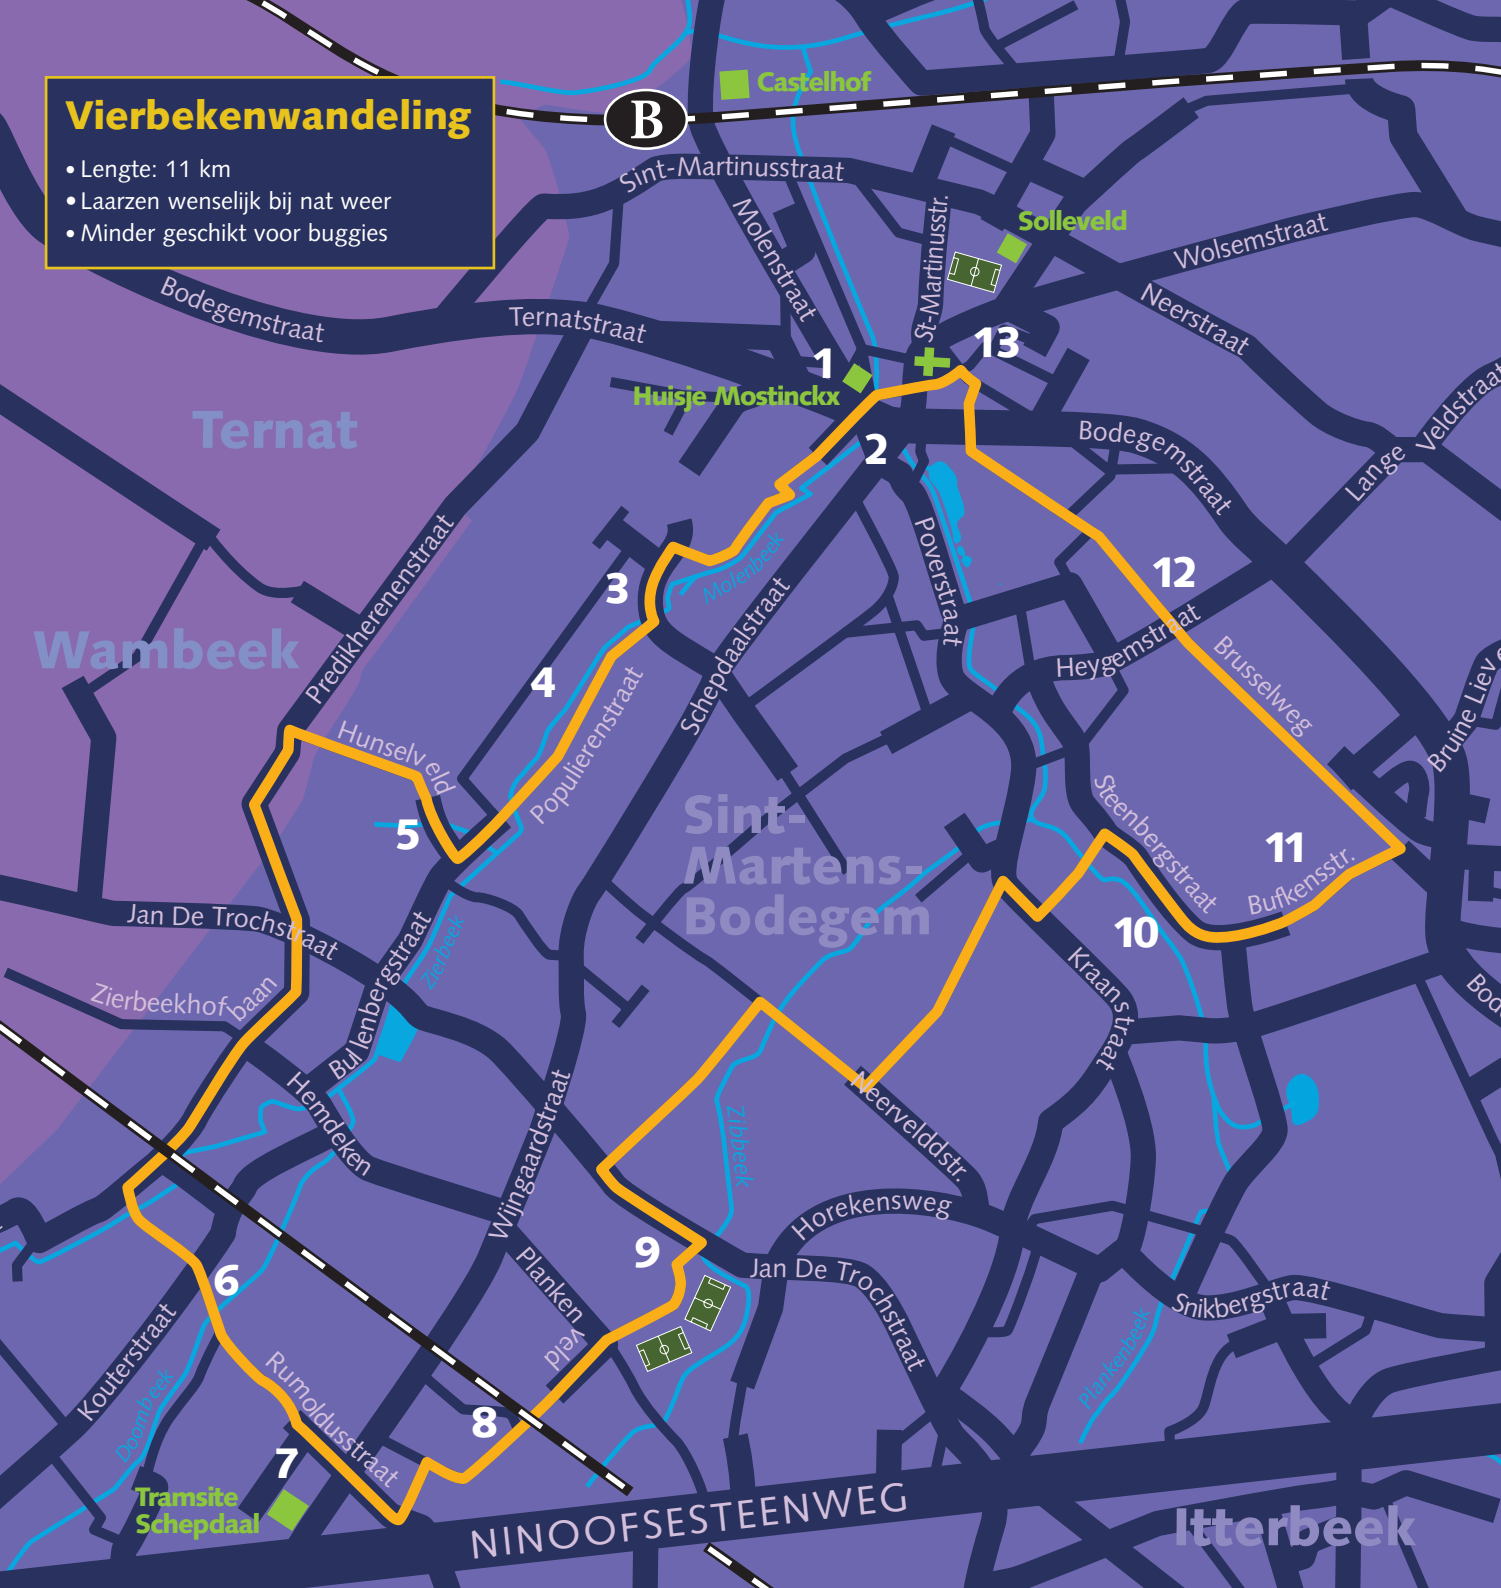 Vierbekenwandeling
• Lengte: 11 km
• Laarzen wenselijk bij nat weer
• Minder geschikt voor buggies
B
Castelhof
Sint-Martinusstraat
Molenstraat
St-Martinusstr.
Solleveld
Wolsemstraat
Neerstraat
Bodegemstraat
Ternatstraat
1
13
Huisje Mostinckx
2
Ternat
Bodegemstraat
Lange
Veldstraat
Predikherenenstraat
Molenbeek
3
Poverstraat
12
Wambeek
4
Schepdaalstraat
Heygemstraat
Brusselweg
Populierenstraat
Hunselveld
5
Sint-
Martens-
Bodegem
Steenbergstraat
11
Bufkensstr.
10
Jan De Trochstraat
Bullenbergstraat
Zierbeek
Kraanstraat
Zierbeekhofbaan
Hemdeken
Neervelddstr.
Zibbeek
Wijngaardstraat
Horekensweg
9
Jan De Trochstraat
6
Planken
veld
Snikbergstraat
Kouterstraat
Rumoldusstraat
Doornbeek
Plankenbeek
8
7
Tramsite
Schepdaal
NINOOFSESTEENWEG
Itterbeek